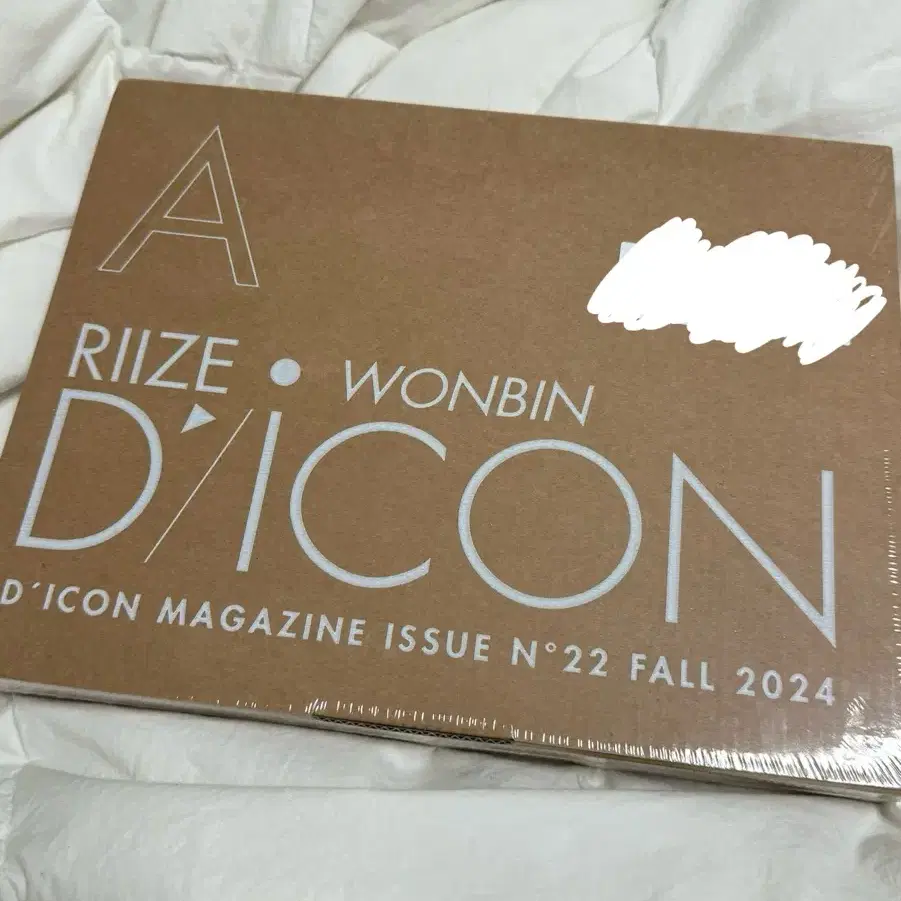 A
RIIZE • WONBIN
D'/iCON
D´ICON MAGAZINE ISSUE N°22 FALL 2024